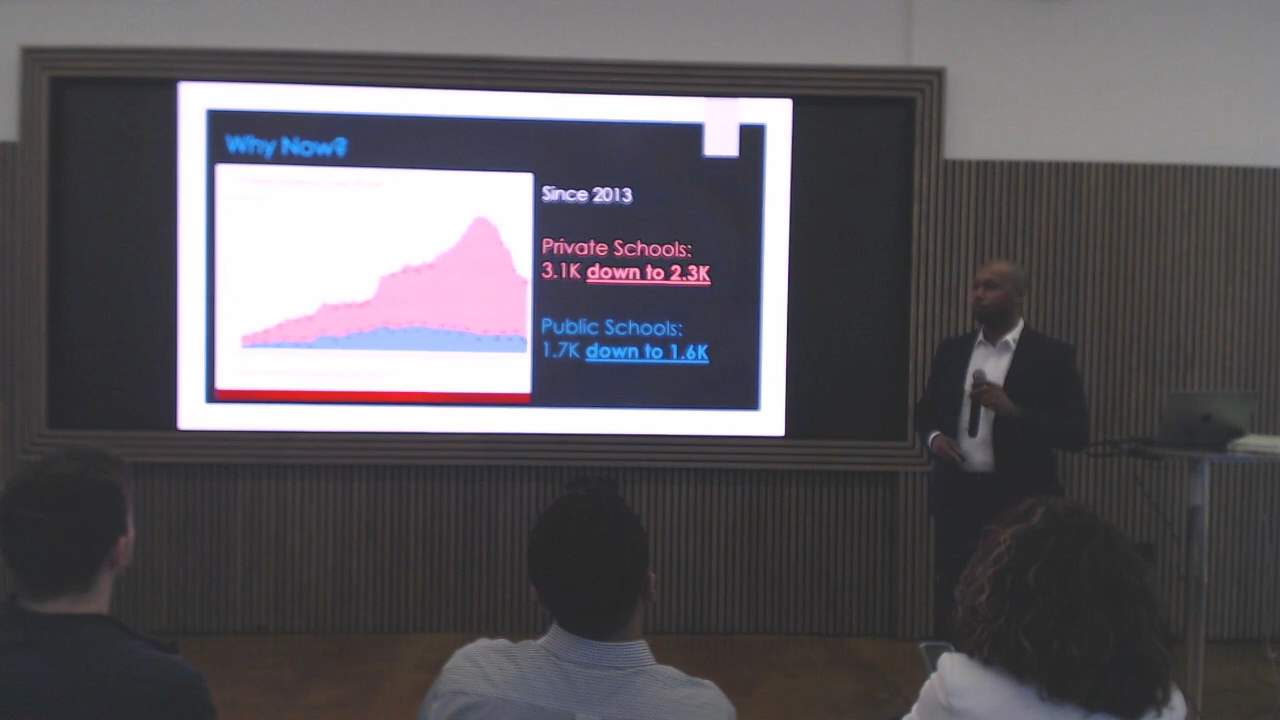 Why Now?
Since 2013
Private Schools:
3.1K down to 2.3K
Public Schools:
1.7K down to 1.6K